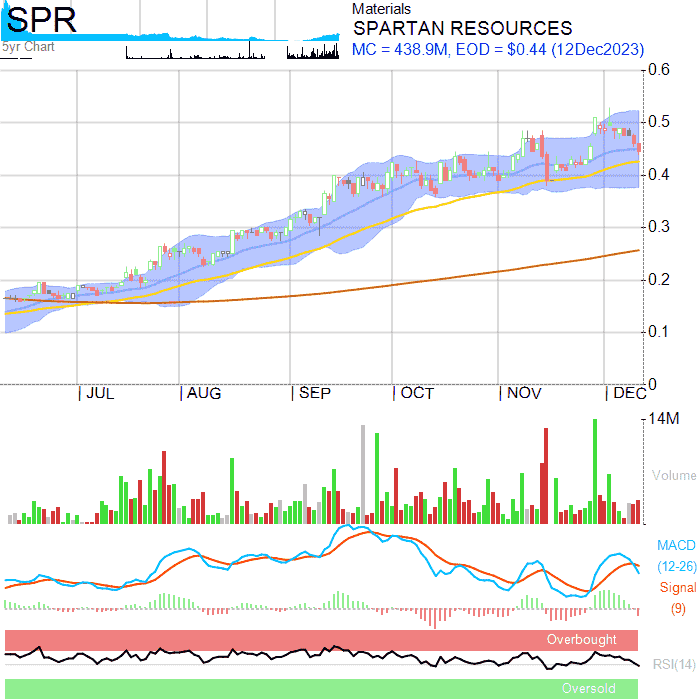 SPR
5yr Chart
Materials
SPARTAN RESOURCES
MC = 438.9M, EOD = $0.44 (12Dec2023)
0.6
0.5
0.4
0.3
0.2
0.1
0
JUL AUG SEP OCT NOV DEC
14M
Volume
MACD
(12-26)
Signal
(9)
Overbought
RSI(14)
Oversold